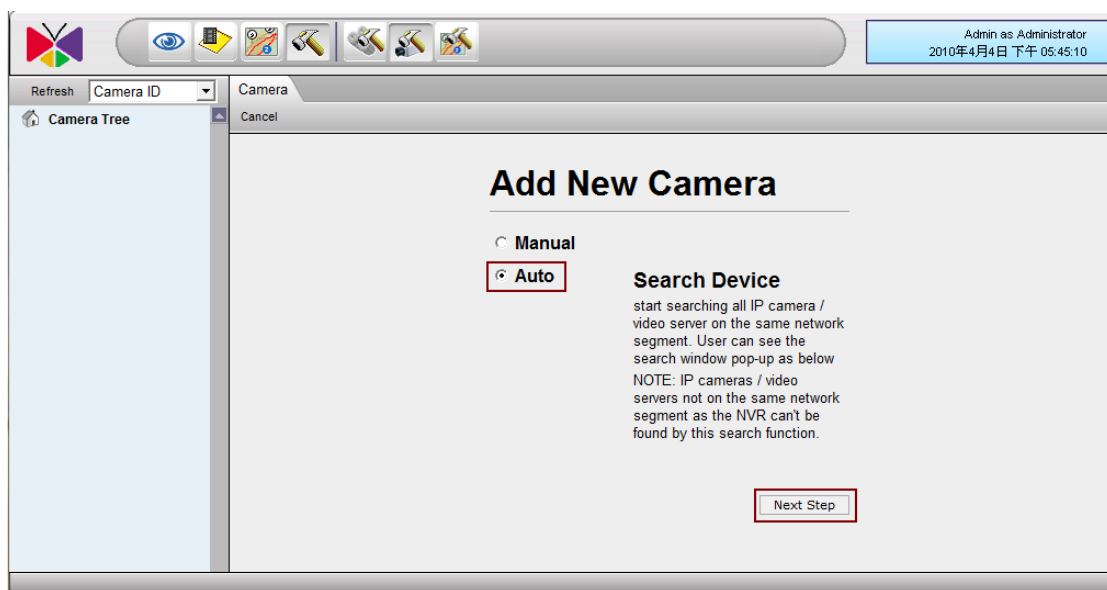 Admin as Administrator
2010年4月4日 下午 05:45:10
Refresh Camera ID
Camera
Camera Tree
Cancel
Add New Camera
Manual
Auto
Search Device
start searching all IP camera /
video server on the same network
segment. User can see the
search window pop-up as below
NOTE: IP cameras / video
servers not on the same network
segment as the NVR can't be
found by this search function.
Next Step